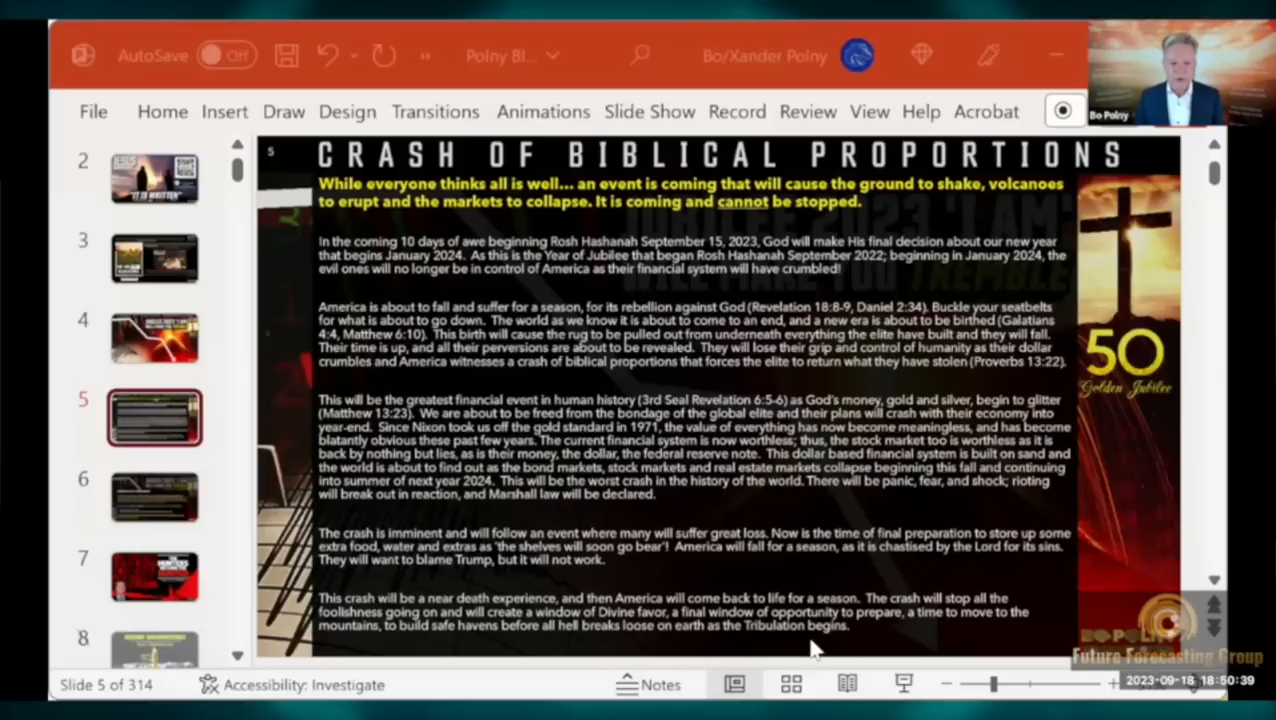 AutoSave
Off
Polny Bl...
Bo/Xander Polny
Bo Polny
File Home Insert Draw Design Transitions Animations Slide Show Record Review View Help Acrobat
2
3
4
5
6
7
8
5
CRASH OF BIBLICAL PROPORTIONS
While everyone thinks all is well... an event is coming that will cause the ground to shake, volcanoes
to erupt and the markets to collapse. It is coming and cannot be stopped.
In the coming 10 days of awe beginning Rosh Hashanah September 15, 2023, God will make His final decision about our new year
that begins January 2024. As this is the Year of Jubilee that began Rosh Hashanah September 2022; beginning in January 2024, the
evil ones will no longer be in control of America as their financial system will have crumbled!
America is about to fall and suffer for a season, for its rebellion against God (Revelation 18:8-9, Daniel 2:34). Buckle your seatbelts
for what is about to go down. The world as we know it is about to come to an end, and a new era is about to be birthed (Galatians
4:4, Matthew 6:10). This birth will cause the rug to be pulled out from underneath everything the elite have built and they will fall.
Their time is up, and all their perversions are about to be revealed. They will lose their grip and control of humanity as their dollar
crumbles and America witnesses a crash of biblical proportions that forces the elite to return what they have stolen (Proverbs 13:22).
This will be the greatest financial event in human history (3rd Seal Revelation 6:5-6) as God's money, gold and silver, begin to glitter
(Matthew 13:23). We are about to be freed from the bondage of the global elite and their plans will crash with their economy into
year-end. Since Nixon took us off the gold standard in 1971, the value of everything has now become meaningless, and has become
blatantly obvious these past few years. The current financial system is now worthless; thus, the stock market too is worthless as it is
back by nothing but lies, as is their money, the dollar, the federal reserve note. This dollar based financial system is built on sand and
the world is about to find out as the bond markets, stock markets and real estate markets collapse beginning this fall and continuing
into summer of next year 2024. This will be the worst crash in the history of the world. There will be panic, fear, and shock; rioting
will break out in reaction, and Marshall law will be declared.
The crash is imminent and will follow an event where many will suffer great loss. Now is the time of final preparation to store up some
extra food, water and extras as 'the shelves will soon go bear'! America will fall for a season, as it is chastised by the Lord for its sins.
They will want to blame Trump, but it will not work.
This crash will be a near death experience, and then America will come back to life for a season. The crash will stop all the
foolishness going on and will create a window of Divine favor, a final window of opportunity to prepare, a time to move to the
mountains, to build safe havens before all hell breaks loose on earth as the Tribulation begins.
50
Golden Jubilee
Future Forecasting Group
2023-09-18 18:50:39
Slide 5 of 314
Accessibility: Investigate
Notes